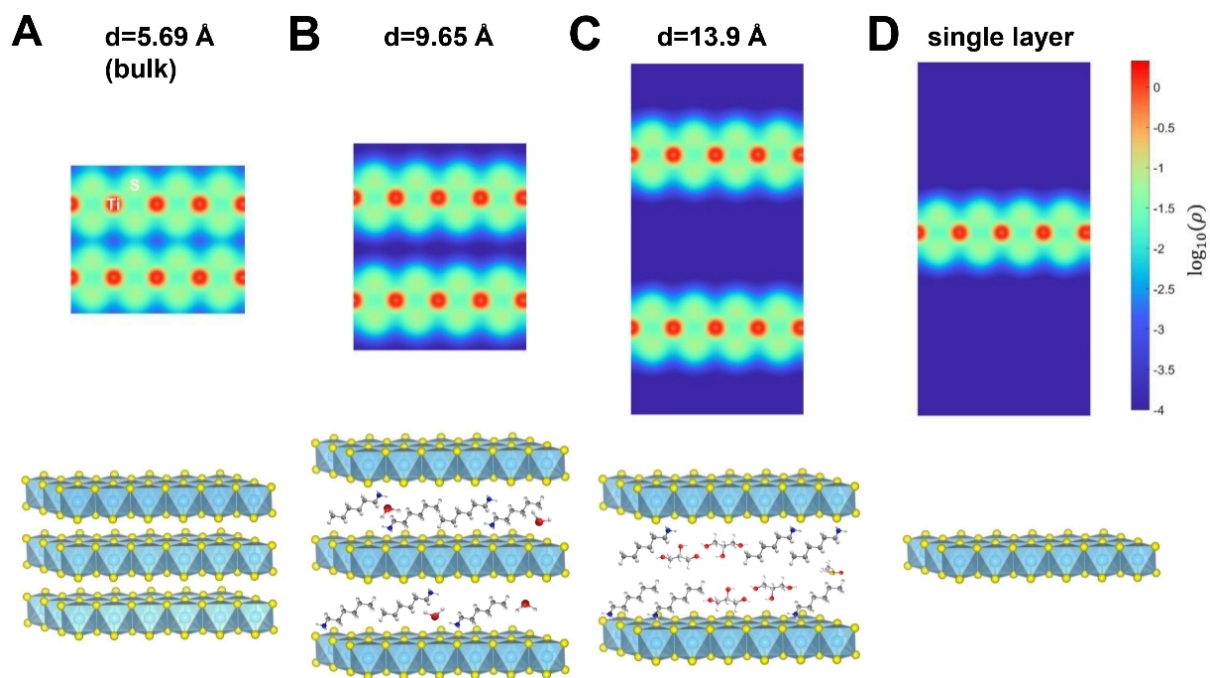 A
d=5.69 Å
(bulk)
B
d=9.65 Å
C
d=13.9 Å
D
single layer
S
Ti
0
-0.5
-1
-1.5
-2
-2.5
-3
-3.5
-4
log₁₀(ρ)